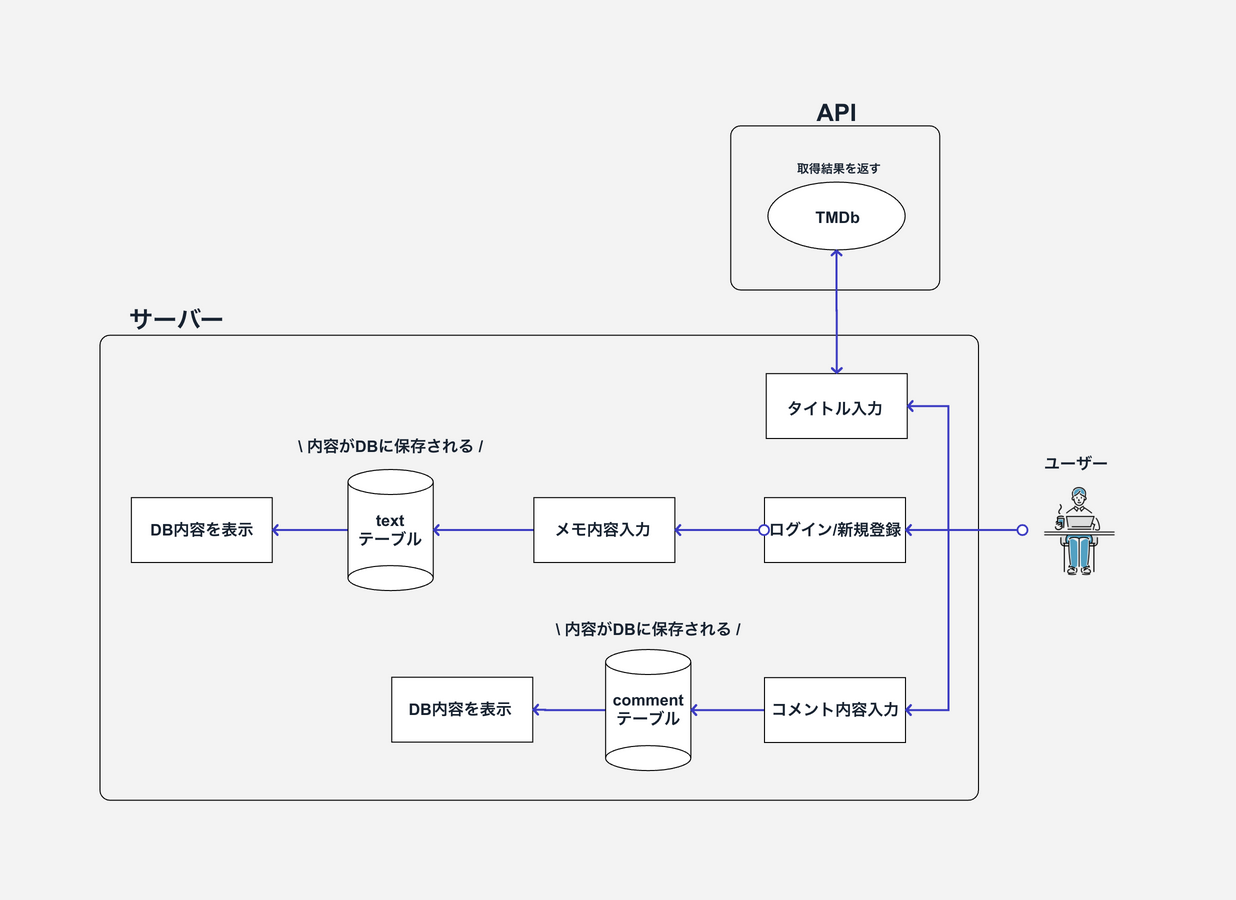 API
取得結果を返す
TMDb
サーバー
タイトル入力
ユーザー
\ 内容がDBに保存される /
DB内容を表示
text
テーブル
メモ内容入力
ログイン/新規登録
\ 内容がDBに保存される /
DB内容を表示
comment
テーブル
コメント内容入力